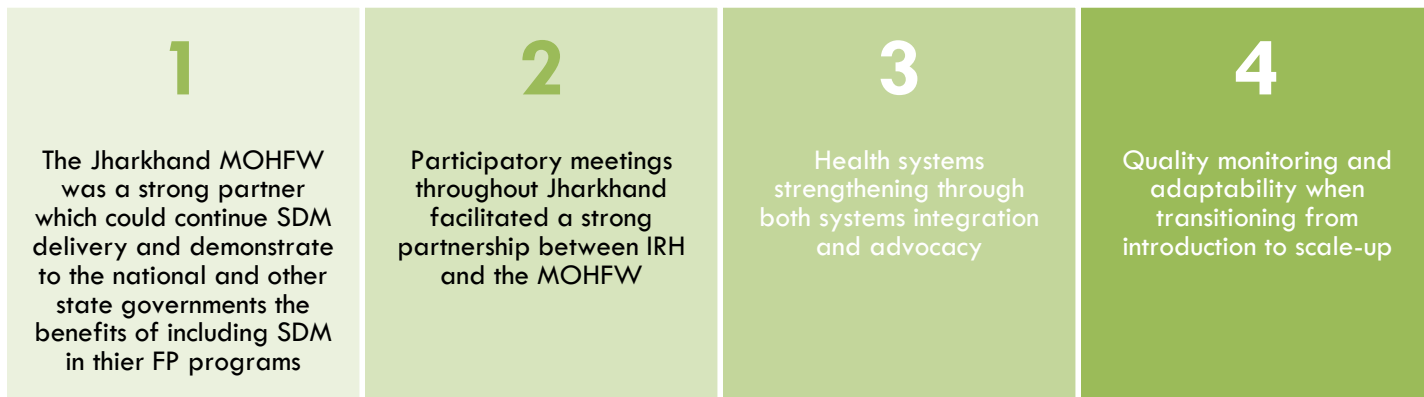 1
The Jharkhand MOHFW
was a strong partner
which could continue SDM
delivery and demonstrate
to the national and other
state governments the
benefits of including SDM
in thier FP programs
2
Participatory meetings
throughout Jharkhand
facilitated a strong
partnership between IRH
and the MOHFW
3
Health systems
strengthening through
both systems integration
and advocacy
4
Quality monitoring and
adaptability when
transitioning from
introduction to scale-up